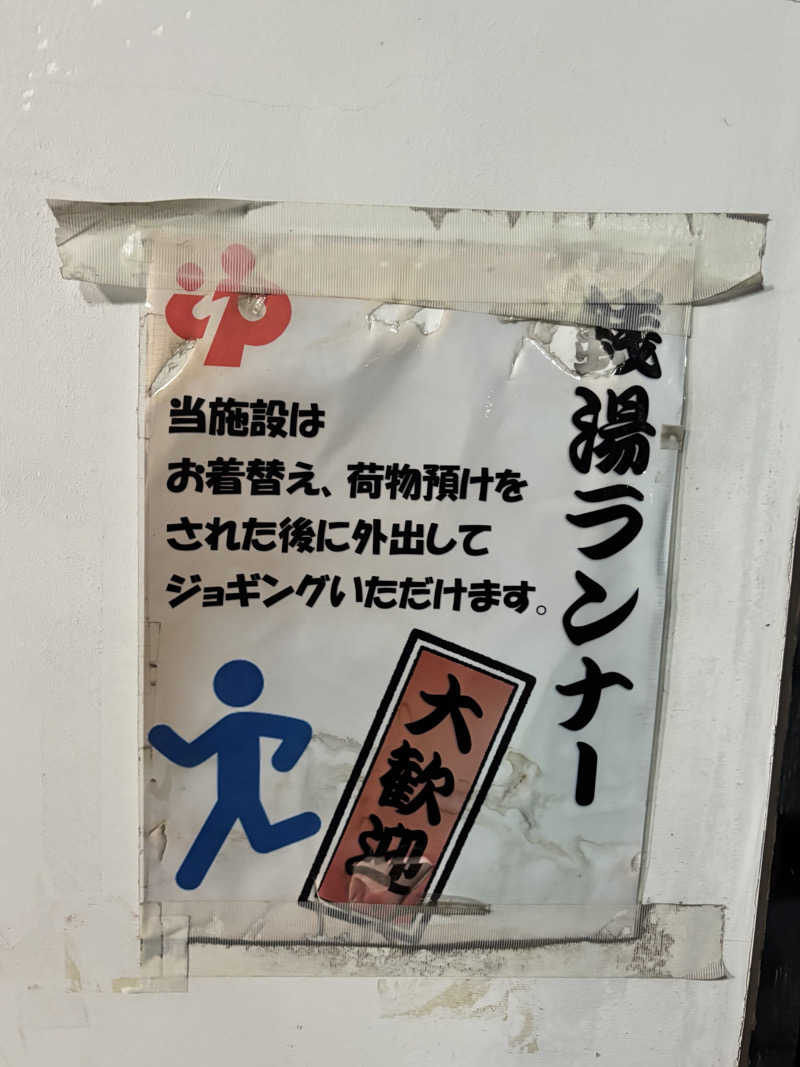 銭湯ランナー
当施設は
お着替え、荷物預けを
された後に外出して
ジョギングいただけます。
大歓迎